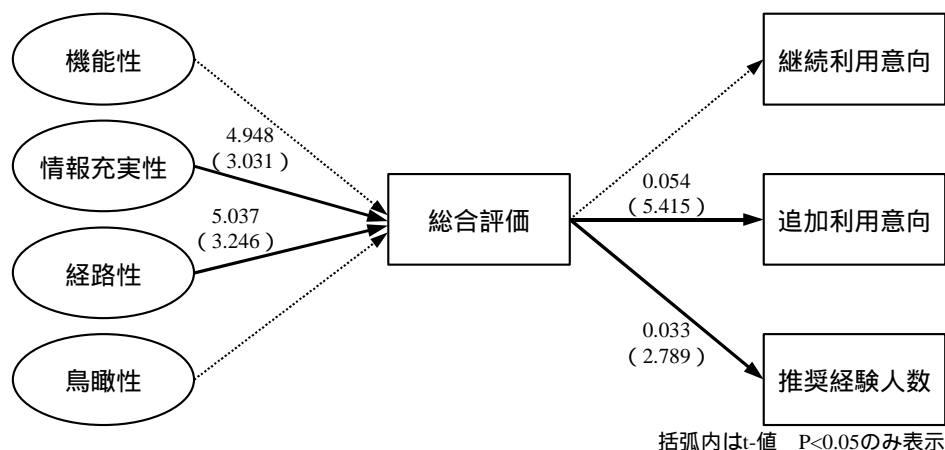 機能性
継続利用意向
4.948
( 3.031 )
情報充実性
0.054
( 5.415 )
総合評価
追加利用意向
5.037
( 3.246 )
経路性
0.033
( 2.789 )
鳥瞰性
推奨経験人数
括弧内はt-値　P<0.05のみ表示